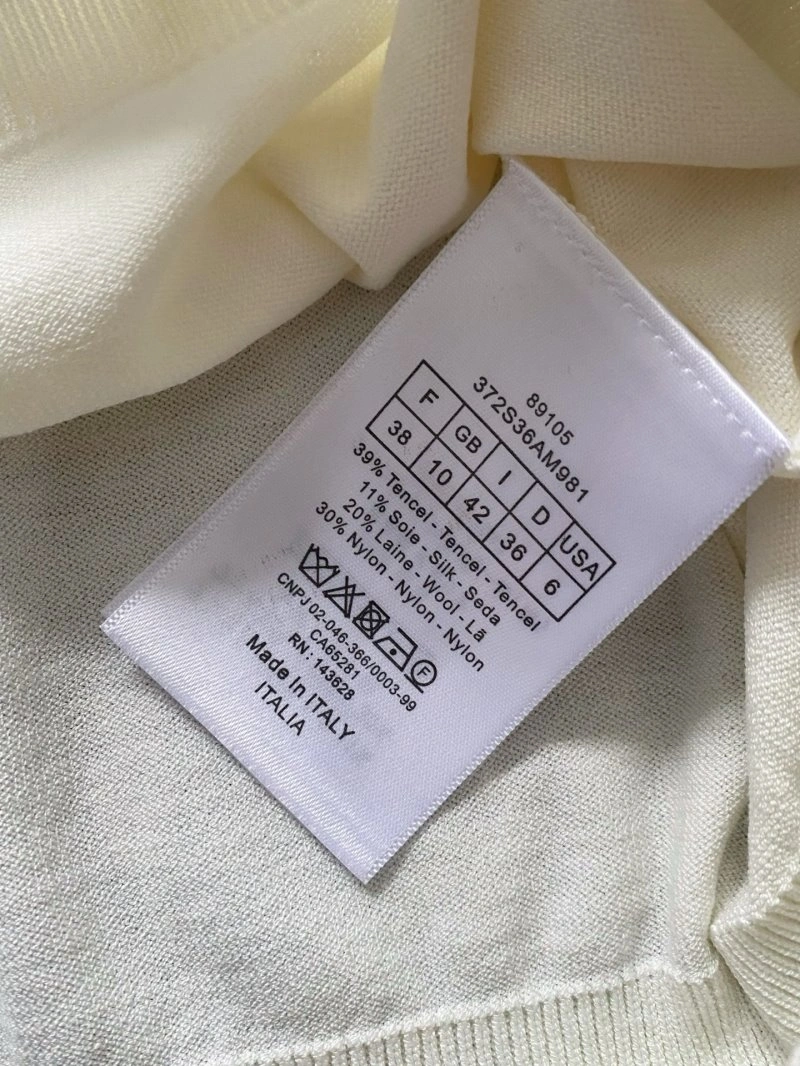 89105
372S36AM981
F GB I D USA
38 10 42 36 6
39% Tencel - Tencel - Tencel
11% Soie - Silk - Seda
20% Laine - Wool - Lã
30% Nylon - Nylon - Nylon
F
CNPJ 02-046-366/0003-99
CA65281
RN: 143628
Made In ITALY
ITALIA